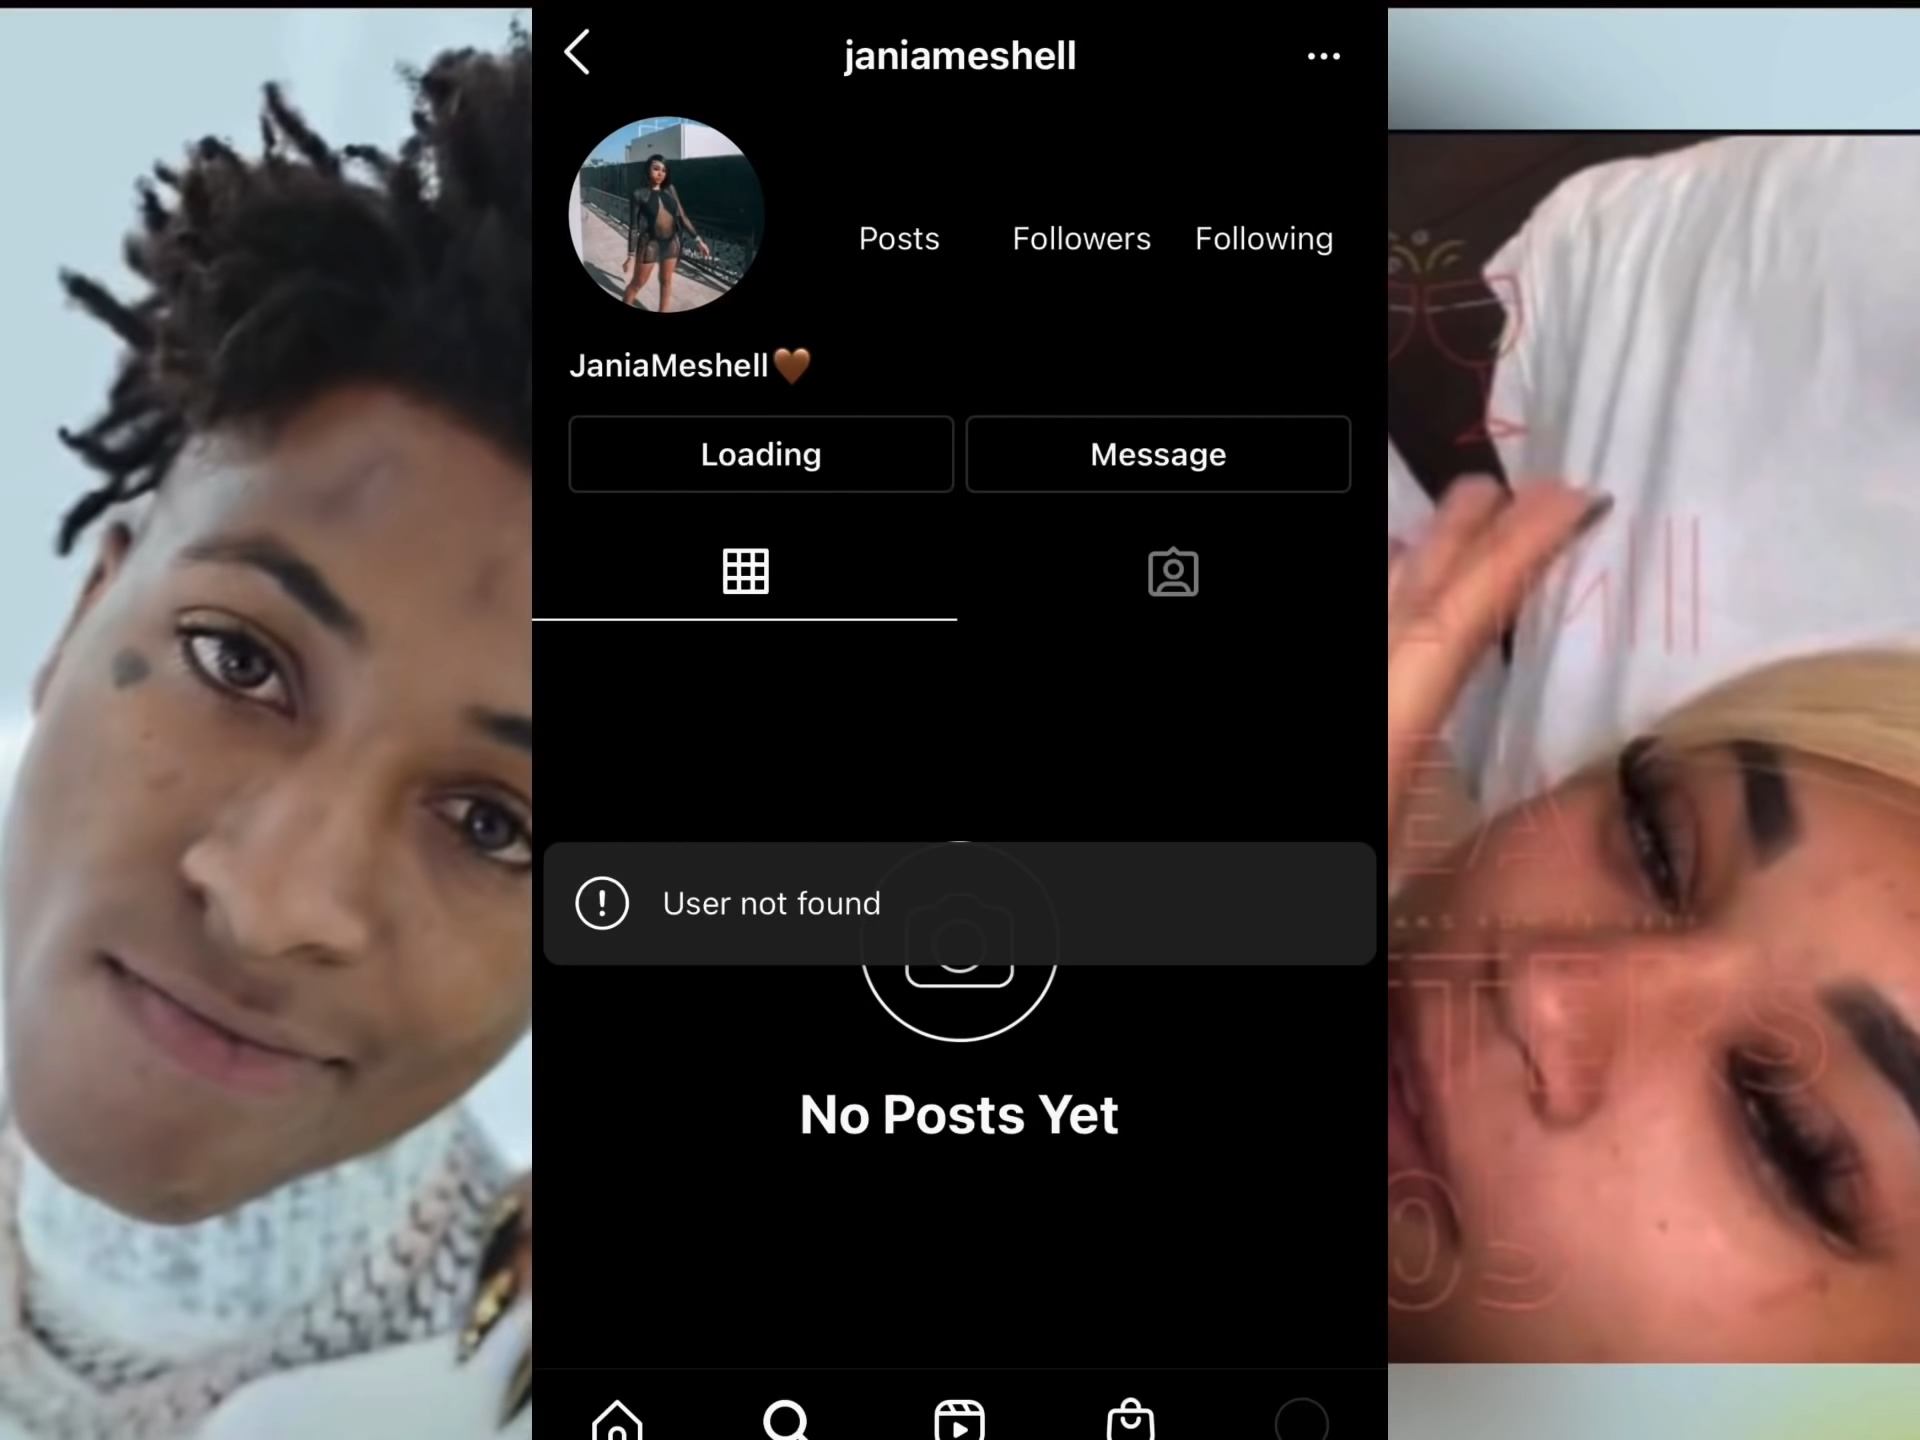 janiameshell
Posts Followers Following
JaniaMeshell🤎
Loading Message
User not found
No Posts Yet